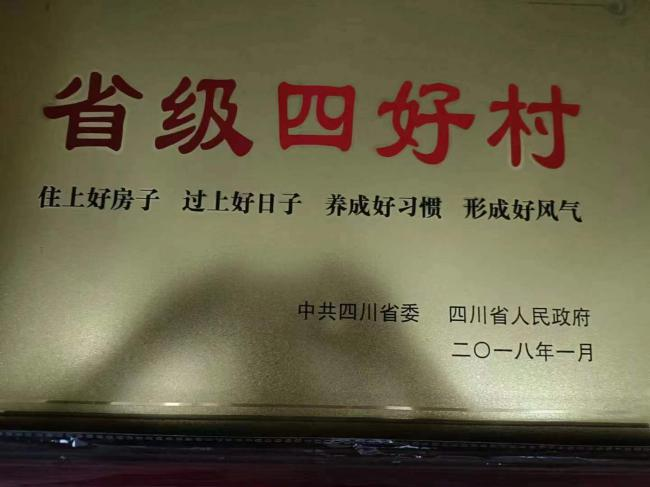 省级四好村
住上好房子 过上好日子 养成好习惯 形成好风气
中共四川省委 四川省人民政府
二〇一八年一月